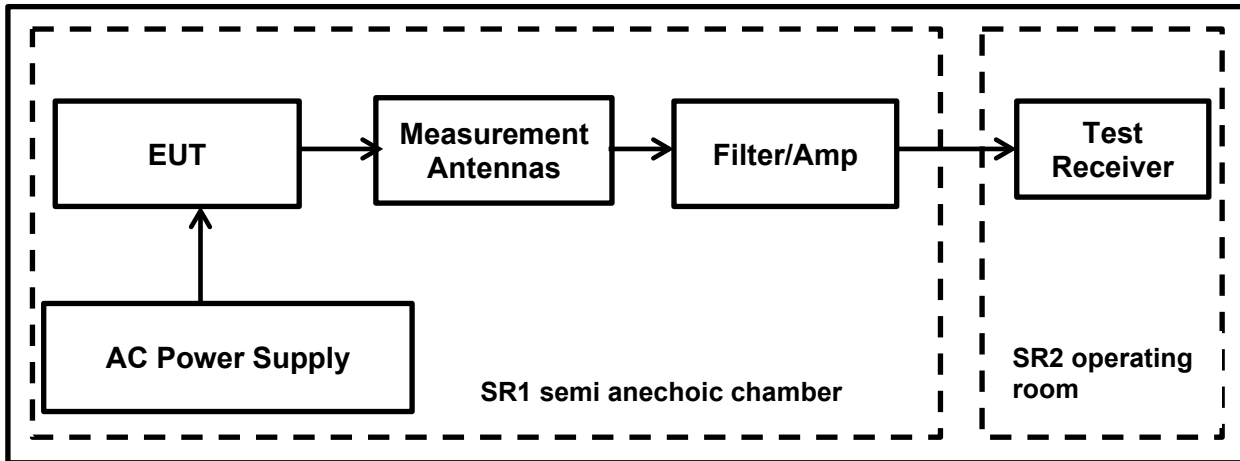 EUT
Measurement
Antennas
Filter/Amp
Test
Receiver
AC Power Supply
SR1 semi anechoic chamber
SR2 operating
room